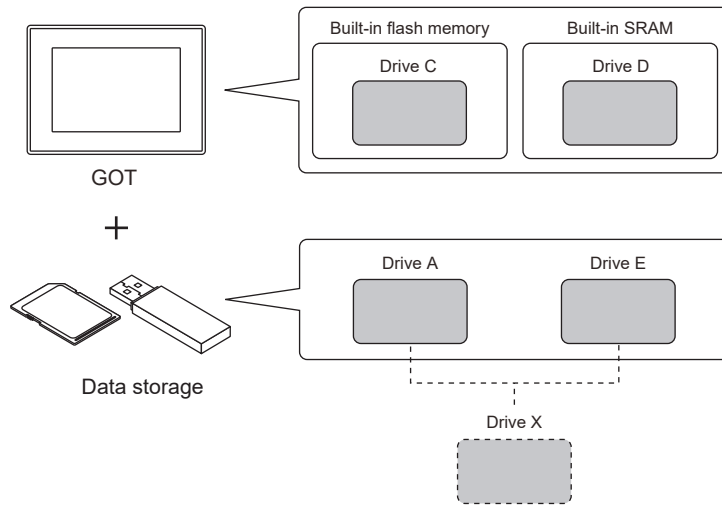 Built-in flash memory
Built-in SRAM
Drive C
Drive D
GOT
+
Drive A
Drive E
Data storage
Drive X